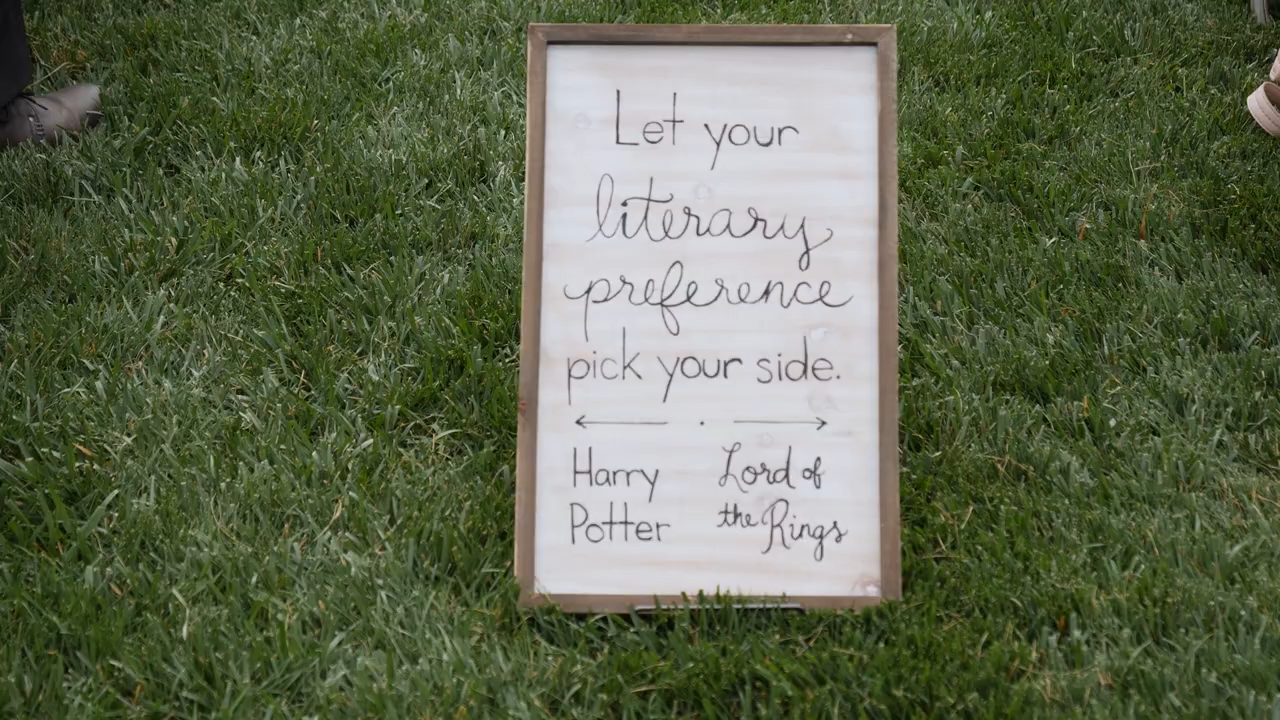 Let your
literary
preference
pick your side.
Harry Lord of
Potter the Rings